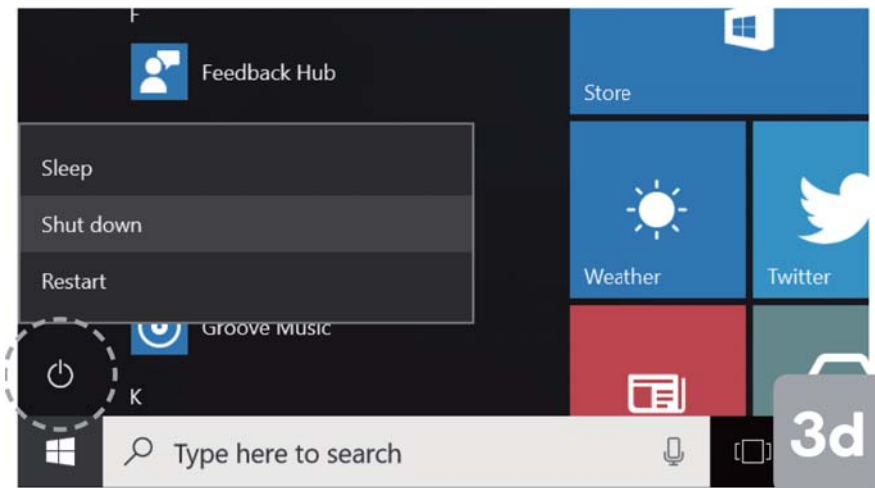 F
Feedback Hub
Store
Sleep
Shut down
Restart
Weather
Twitter
Groove Music
K
Type here to search
3d